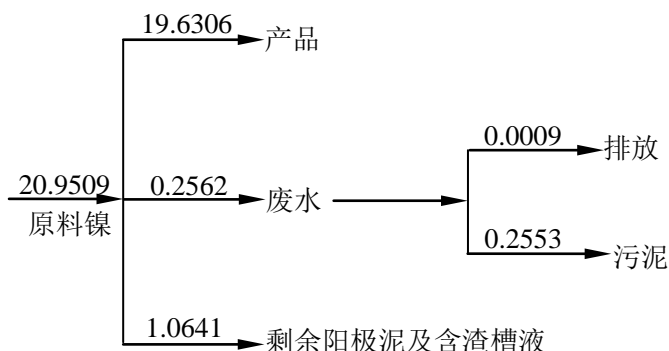 19.6306
产品
0.0009
排放
20.9509
0.2562
废水
原料镍
0.2553
污泥
1.0641
剩余阳极泥及含渣槽液